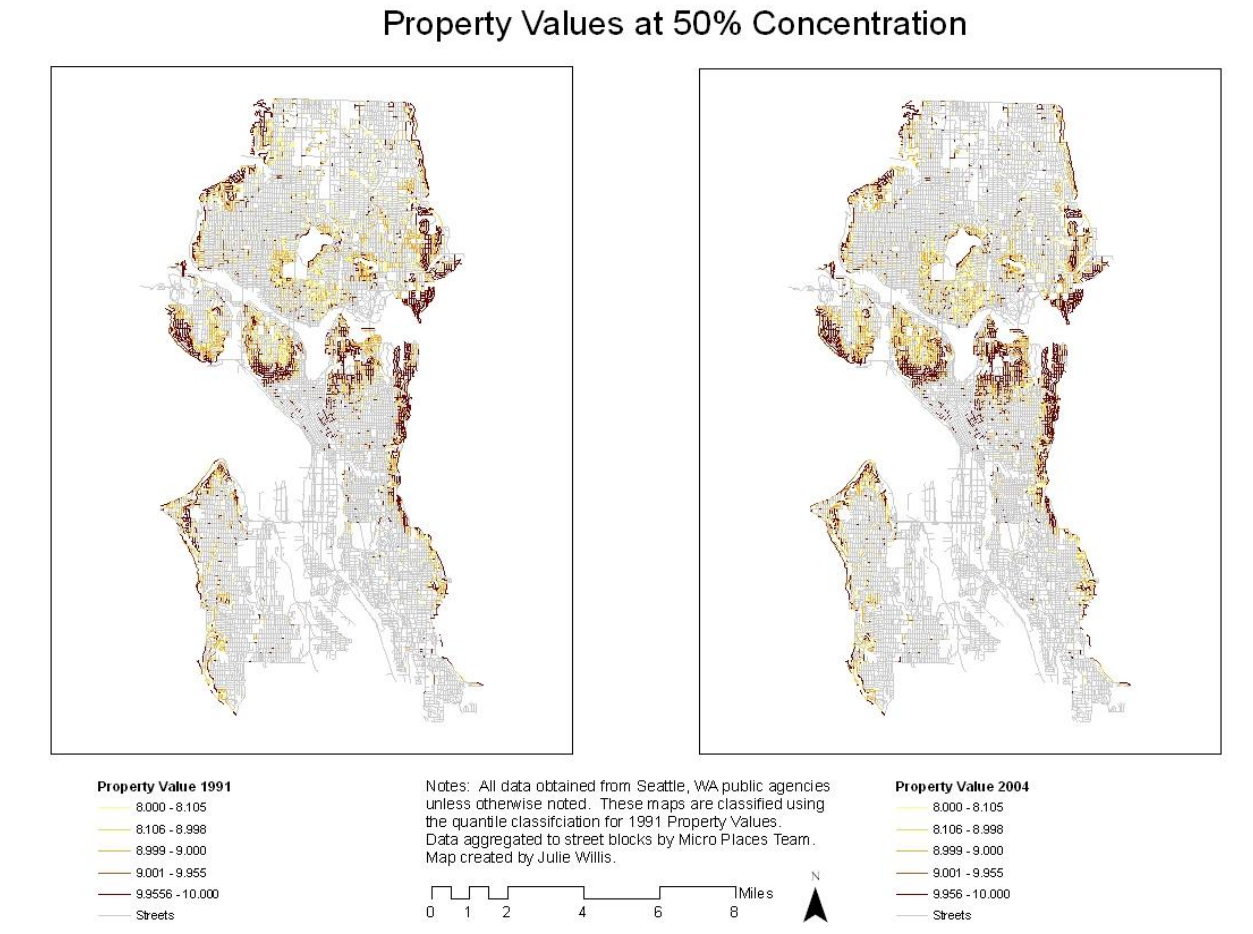 Property Values at 50% Concentration
Property Value 1991
8.000 - 8.105
8.106 - 8.998
8.999 - 9.000
9.001 - 9.955
9.9556 - 10.000
Streets
Notes: All data obtained from Seattle, WA public agencies
unless otherwise noted. These maps are classified using
the quantile classifciation for 1991 Property Values.
Data aggregated to street blocks by Micro Places Team.
Map created by Julie Willis.
Miles
0 1 2 4 6 8
N
Property Value 2004
8.000 - 8.105
8.106 - 8.998
8.999 - 9.000
9.001 - 9.955
9.956 - 10.000
Streets